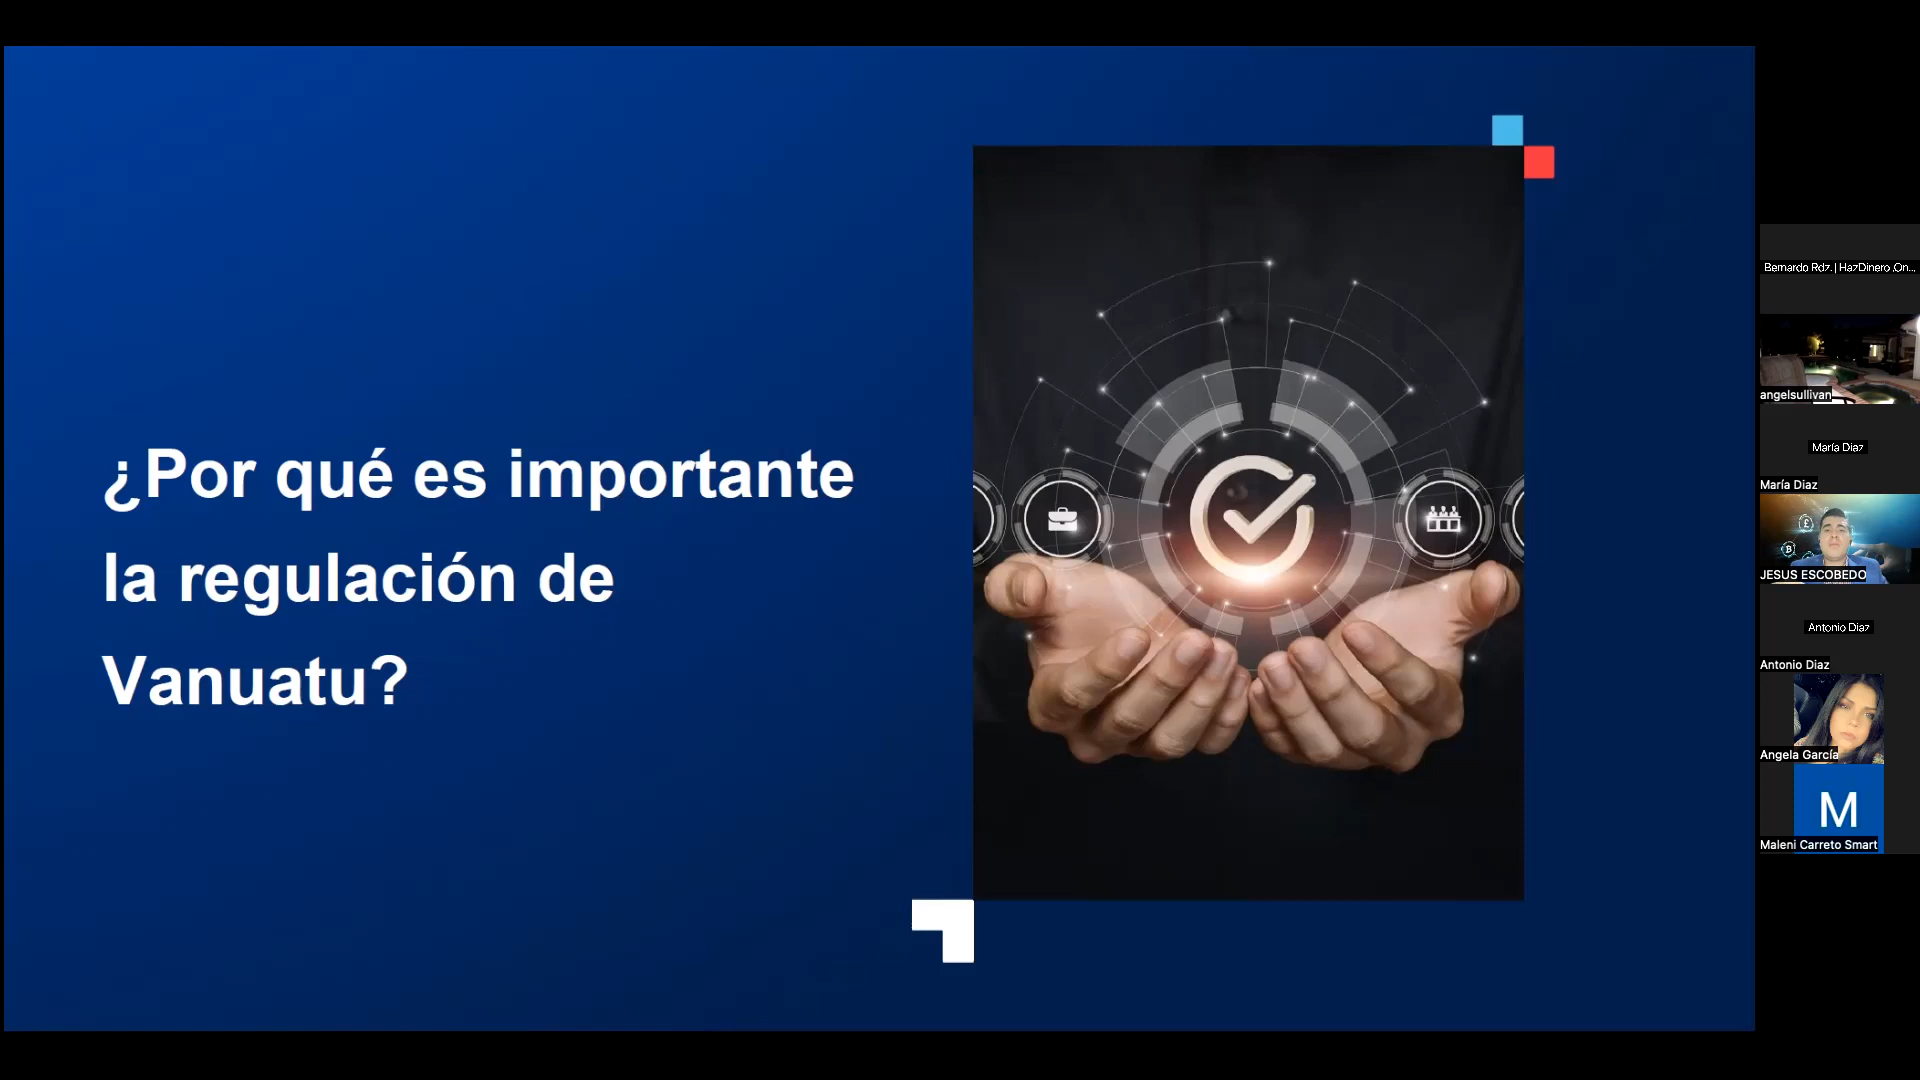 ¿Por qué es importante
la regulación de
Vanuatu?
Bernardo Rdz. | HazDinero .On...
angelsullivan
María Diaz
María Diaz
JESUS ESCOBEDO
Antonio Diaz
Antonio Diaz
Angela García
M
Maleni Carreto Smart